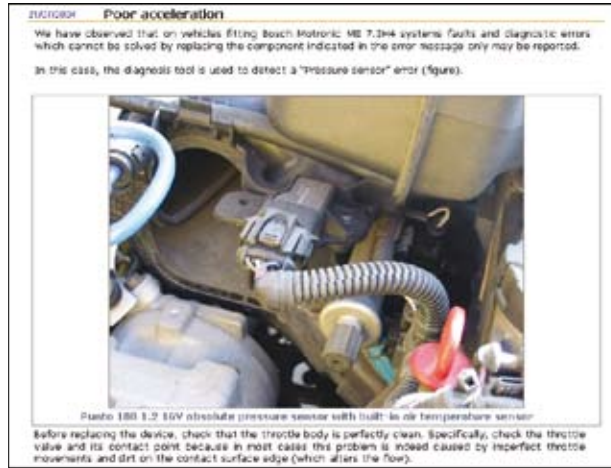 21/07/2004 Poor acceleration
We have observed that on vehicles fitting Bosch Motronic ME 7.3H4 systems faults and diagnostic errors
which cannot be solved by replacing the component indicated in the error message only may be reported.
In this case, the diagnosis tool is used to detect a "Pressure sensor" error (figure).
Punto 188 1.2 16V absolute pressure sensor with built-in air temperature sensor
Before replacing the device, check that the throttle body is perfectly clean. Specifically, check the throttle
valve and its contact point because in most cases this problem is indeed caused by imperfect throttle
movements and dirt on the contact surface edge (which alters the flow).